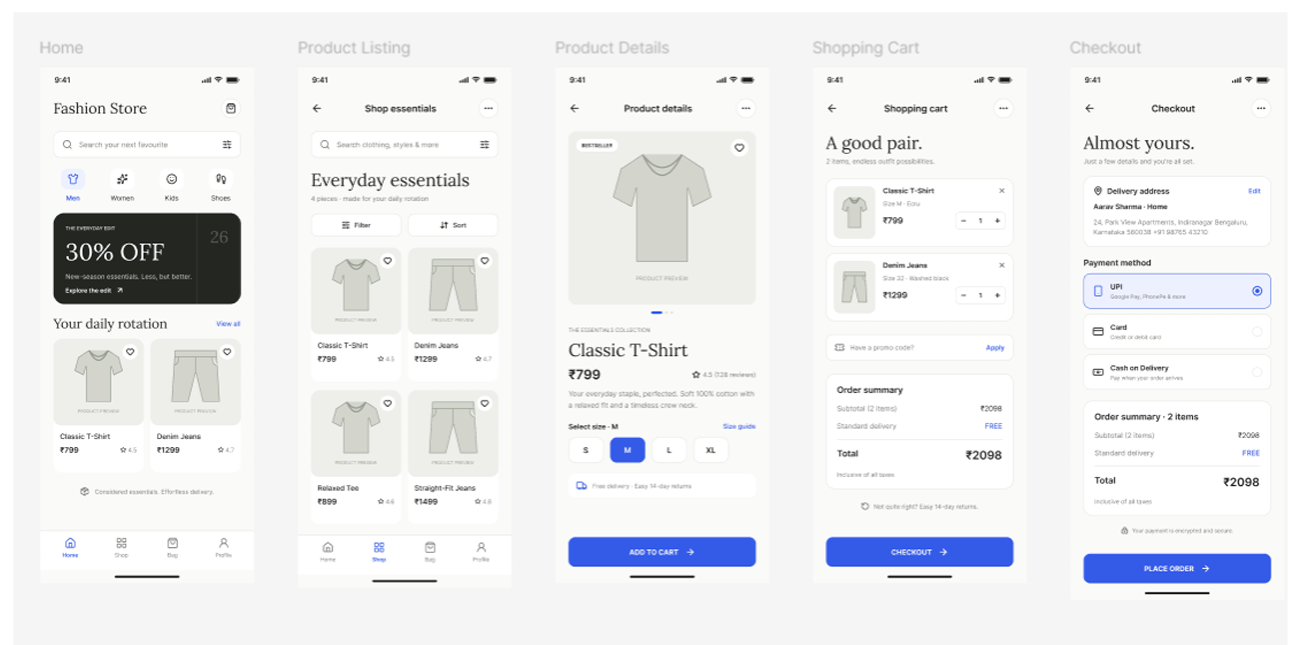 Home
9:41
Fashion Store
Search your next favourite
Men Women Kids Shoes
THE EVERYDAY EDIT
26
30% OFF
New-season essentials. Less, but better.
Explore the edit
Your daily rotation View all
PRODUCT PREVIEW PRODUCT PREVIEW
Classic T-Shirt Denim Jeans
₹799 4.5 ₹1299 4.7
Considered essentials. Effortless delivery.
Home Shop Bag Profile
Product Listing
9:41
Shop essentials
Search clothing, styles & more
Everyday essentials
4 pieces · made for your daily rotation
Filter Sort
PRODUCT PREVIEW PRODUCT PREVIEW
Classic T-Shirt Denim Jeans
₹799 4.5 ₹1299 4.7
PRODUCT PREVIEW PRODUCT PREVIEW
Relaxed Tee Straight-Fit Jeans
₹899 4.6 ₹1499 4.8
Home Shop Bag Profile
Product Details
9:41
Product details
BESTSELLER
PRODUCT PREVIEW
THE ESSENTIALS COLLECTION
Classic T-Shirt
₹799 4.5 (128 reviews)
Your everyday staple, perfected. Soft 100% cotton with
a relaxed fit and a timeless crew neck.
Select size · M Size guide
S M L XL
Free delivery · Easy 14-day returns
ADD TO CART
Shopping Cart
9:41
Shopping cart
A good pair.
2 items, endless outfit possibilities.
Classic T-Shirt
Size M · Ecru
₹799 − 1 +
Denim Jeans
Size 32 · Washed black
₹1299 − 1 +
Have a promo code? Apply
Order summary
Subtotal (2 items) ₹2098
Standard delivery FREE
Total ₹2098
Inclusive of all taxes
Not quite right? Easy 14-day returns.
CHECKOUT
Checkout
9:41
Checkout
Almost yours.
Just a few details and you're all set.
Delivery address Edit
Aarav Sharma · Home
24, Park View Apartments, Indiranagar Bengaluru,
Karnataka 560038 +91 98765 43210
Payment method
UPI
Google Pay, PhonePe & more
Card
Credit or debit card
Cash on Delivery
Pay when your order arrives
Order summary · 2 items
Subtotal (2 items) ₹2098
Standard delivery FREE
Total ₹2098
Inclusive of all taxes
Your payment is encrypted and secure.
PLACE ORDER